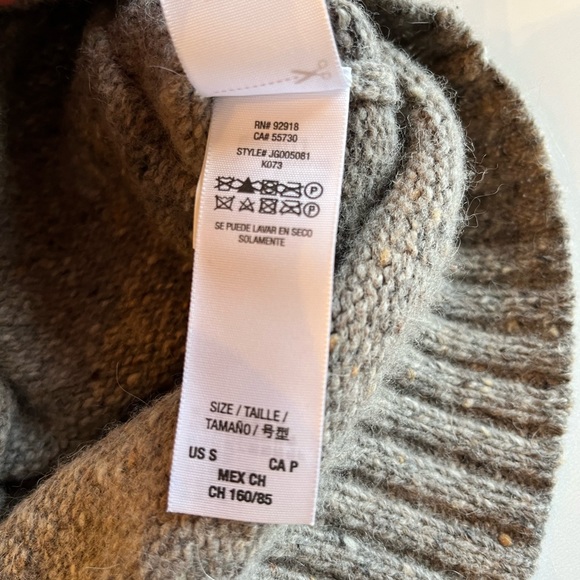 RN# 92918
CA# 55730
STYLE# JG005081
K073
P
P
SE PUEDE LAVAR EN SECO
SOLAMENTE
SIZE / TAILLE /
TAMAÑO / 号型
US S CA P
MEX CH
CH 160/85